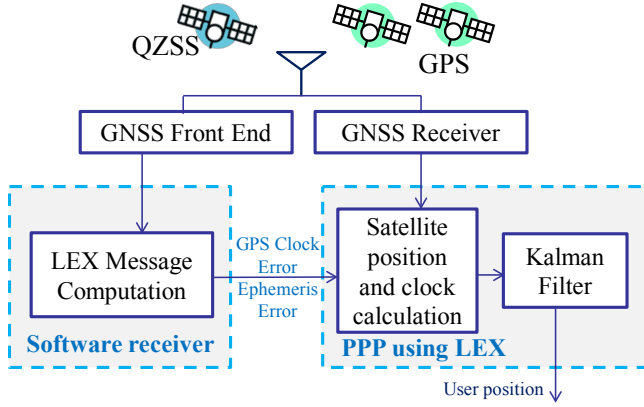 QZSS
GPS
GNSS Front End
GNSS Receiver
LEX Message
Computation
GPS Clock
Error
Ephemeris
Error
Satellite
position
and clock
calculation
Kalman
Filter
Software receiver
PPP using LEX
User position